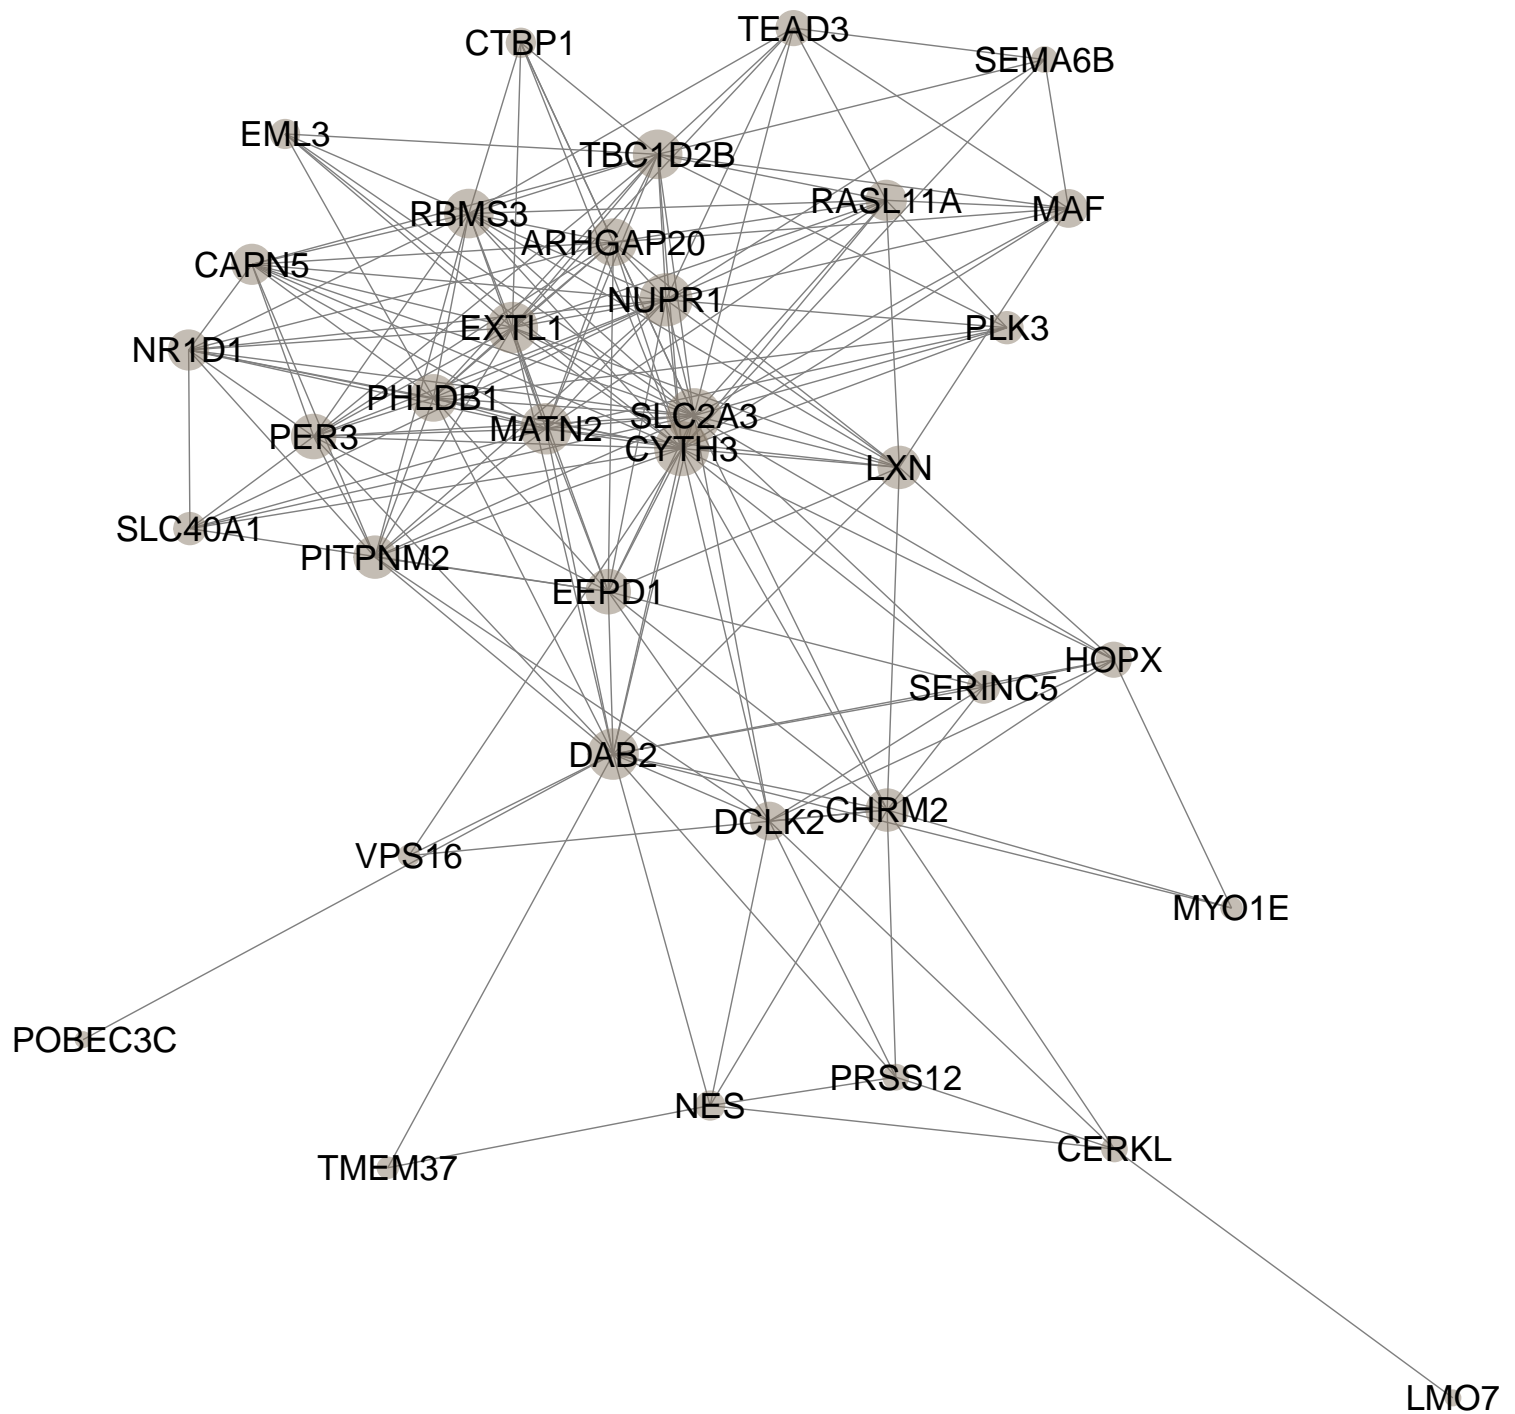 TEAD3
CTBP1
SEMA6B
EML3
TBC1D2B
RASL11A
MAF
RBMS3
ARHGAP20
CAPN5
NUPR1
EXTL1
PLK3
NR1D1
PHLDB1
SLC2A3
MATN2
PER3
CYTH3
LXN
SLC40A1
PITPNM2
EEPD1
HOPX
SERINC5
DAB2
CHRM2
DCLK2
VPS16
MYO1E
POBEC3C
PRSS12
NES
CERKL
TMEM37
LMO7